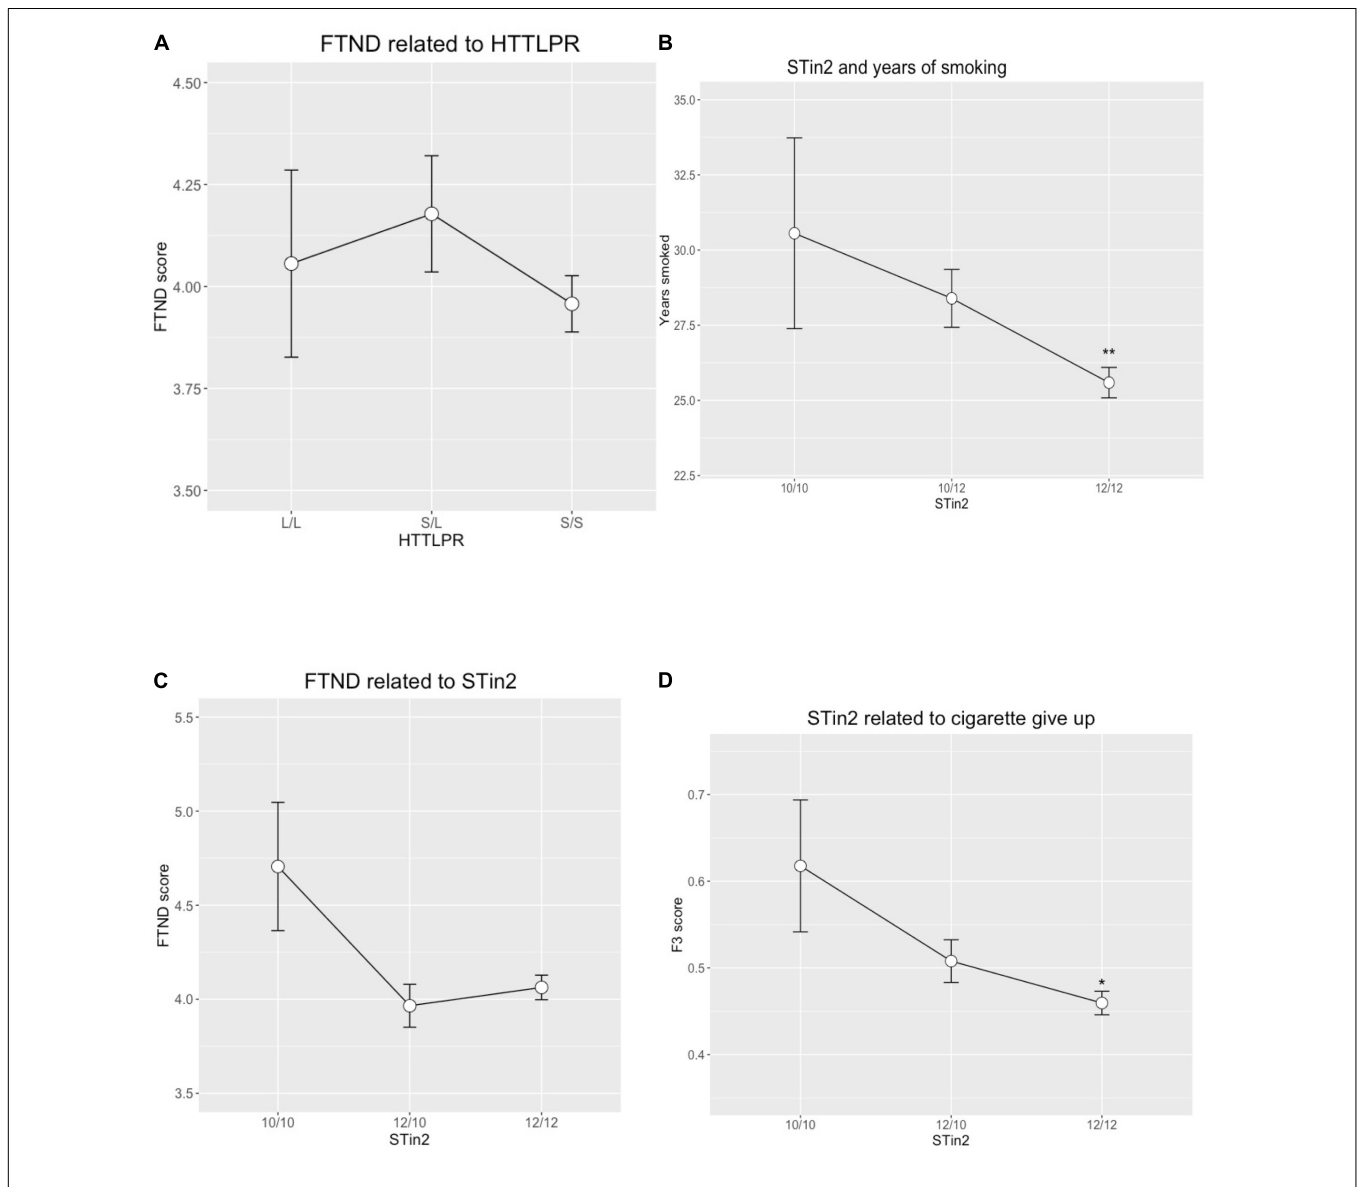 A
FTND related to HTTLPR
4.50
4.25
4.00
3.75
3.50
FTND score
L/L S/L S/S
HTTLPR
B
STin2 and years of smoking
35.0
32.5
30.0
27.5
25.0
22.5
Years smoked
**
10/10 10/12 12/12
STin2
C
FTND related to STin2
5.5
5.0
4.5
4.0
3.5
FTND score
10/10 12/10 12/12
STin2
D
STin2 related to cigarette give up
0.7
0.6
0.5
0.4
F3 score
*
10/10 12/10 12/12
STin2